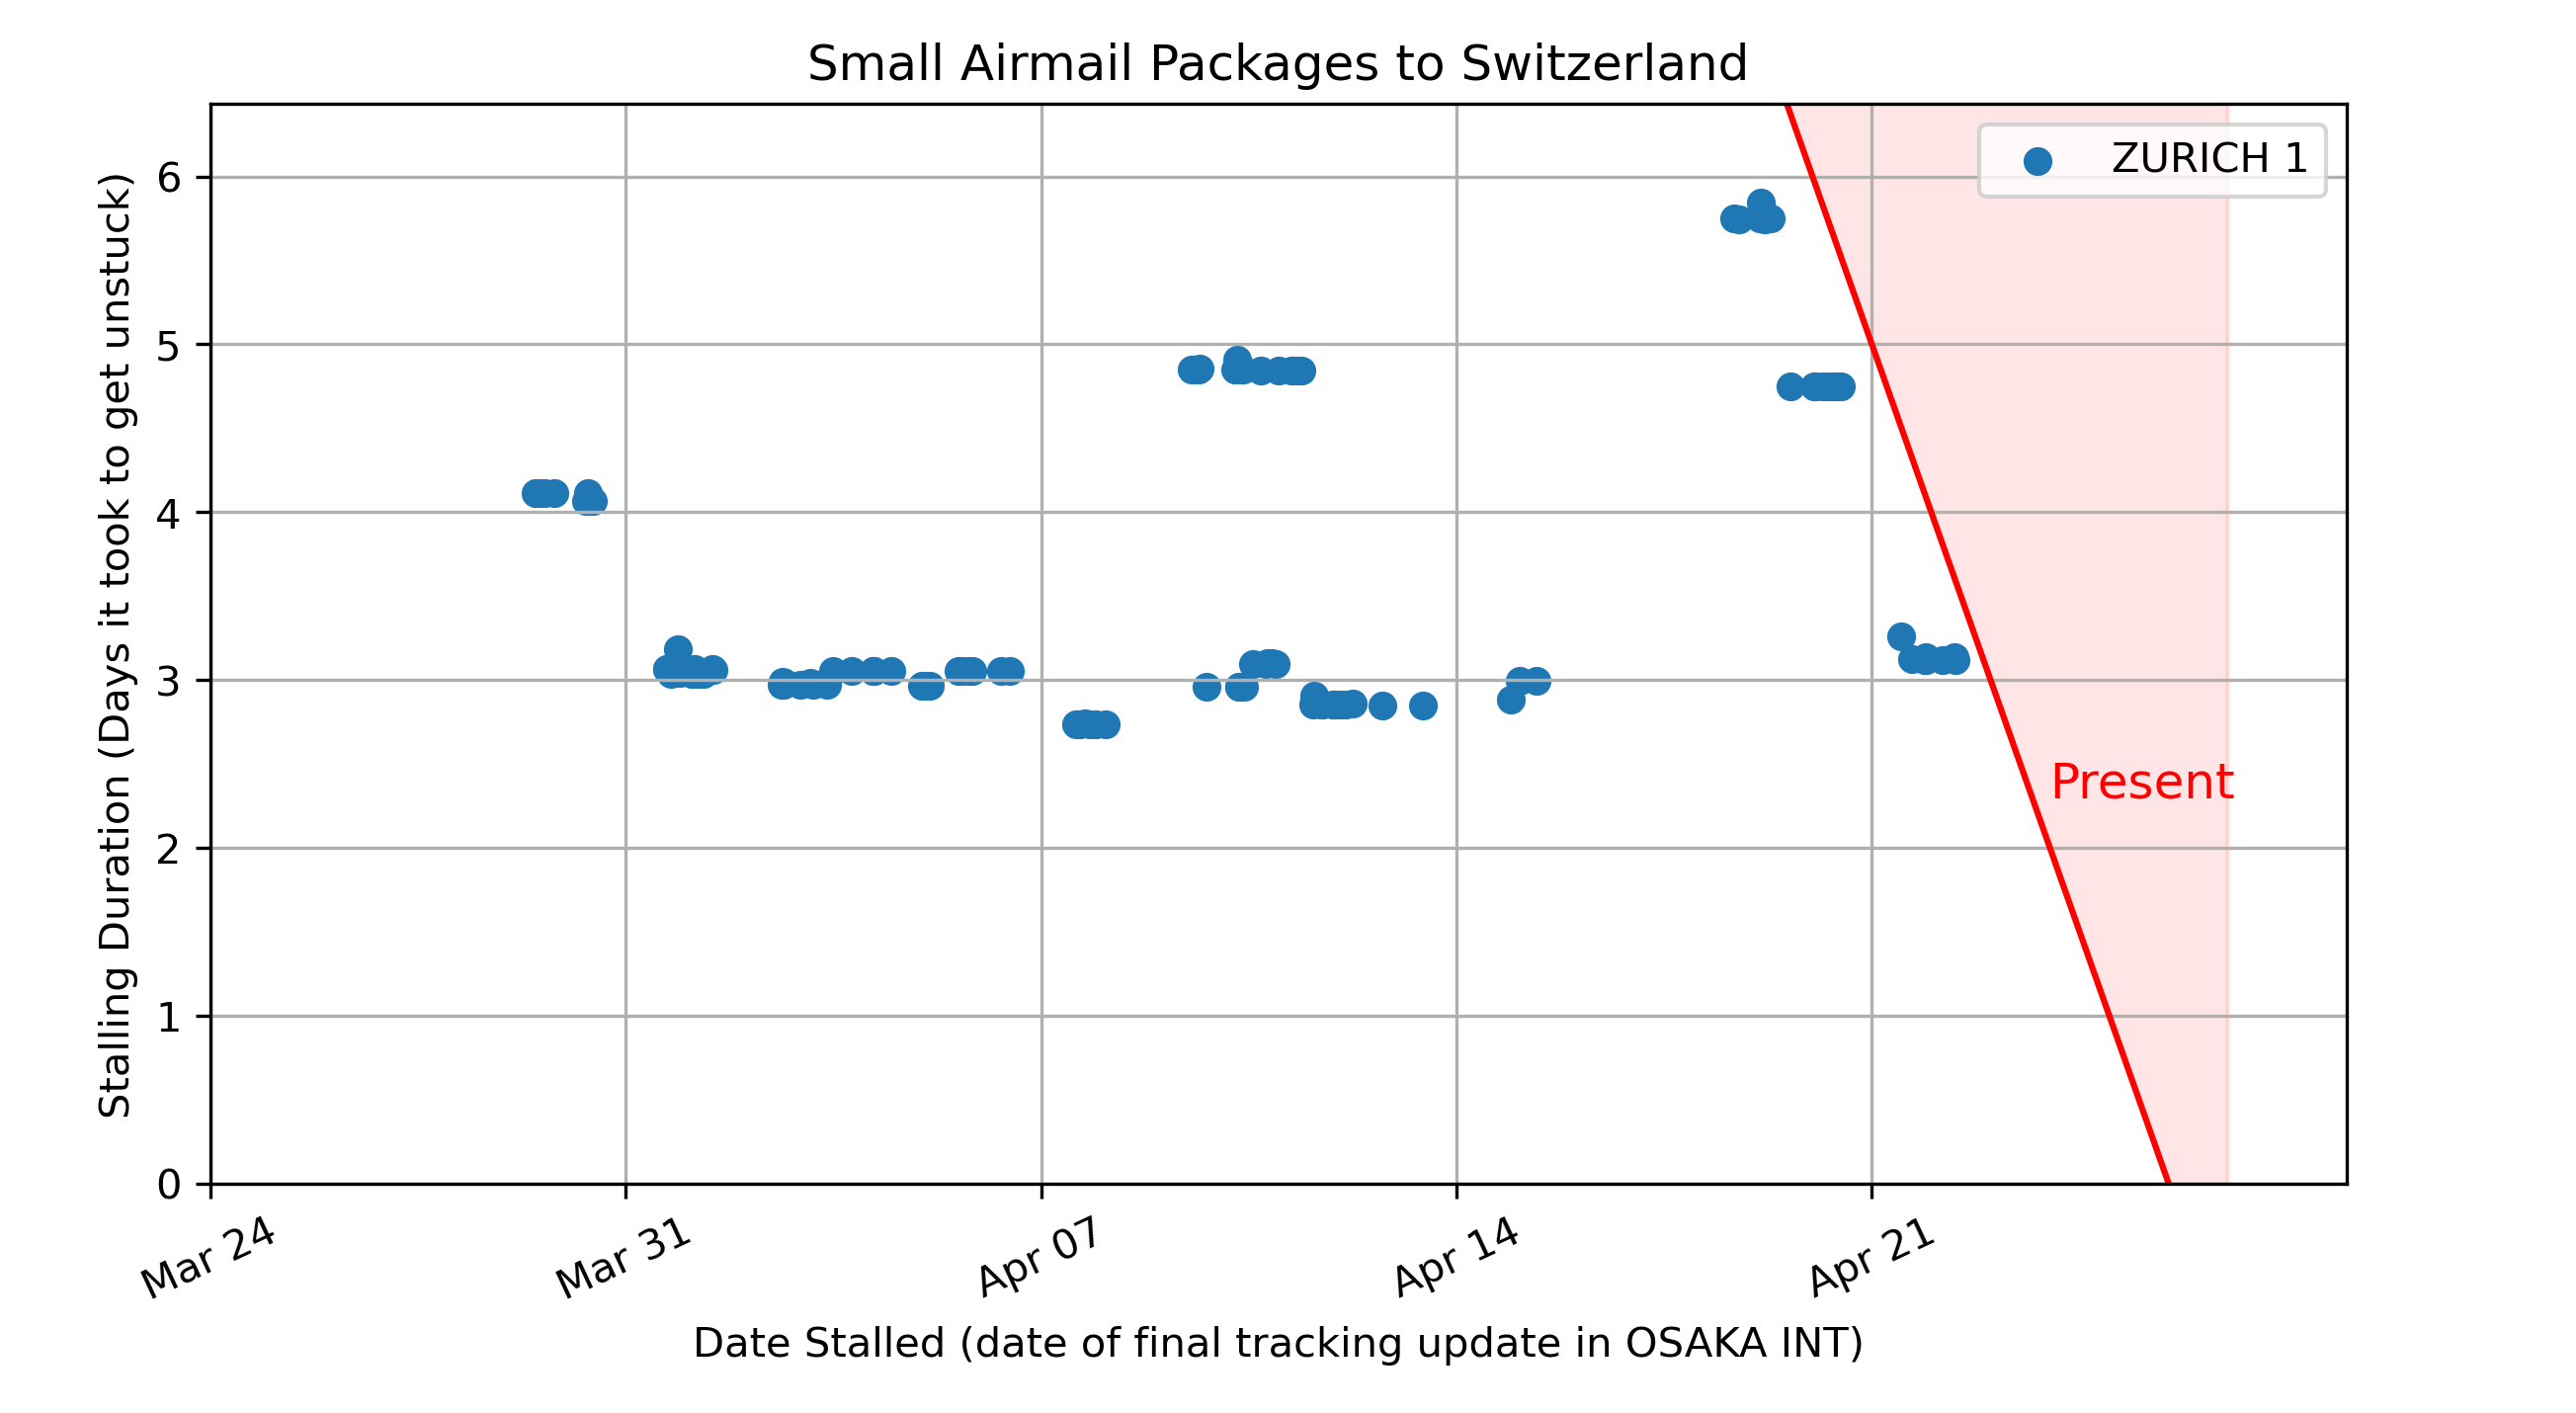 Small Airmail Packages to Switzerland
Stalling Duration (Days it took to get unstuck)
6
5
4
3
2
1
0
ZURICH 1
Present
Mar 24
Mar 31
Apr 07
Apr 14
Apr 21
Date Stalled (date of final tracking update in OSAKA INT)